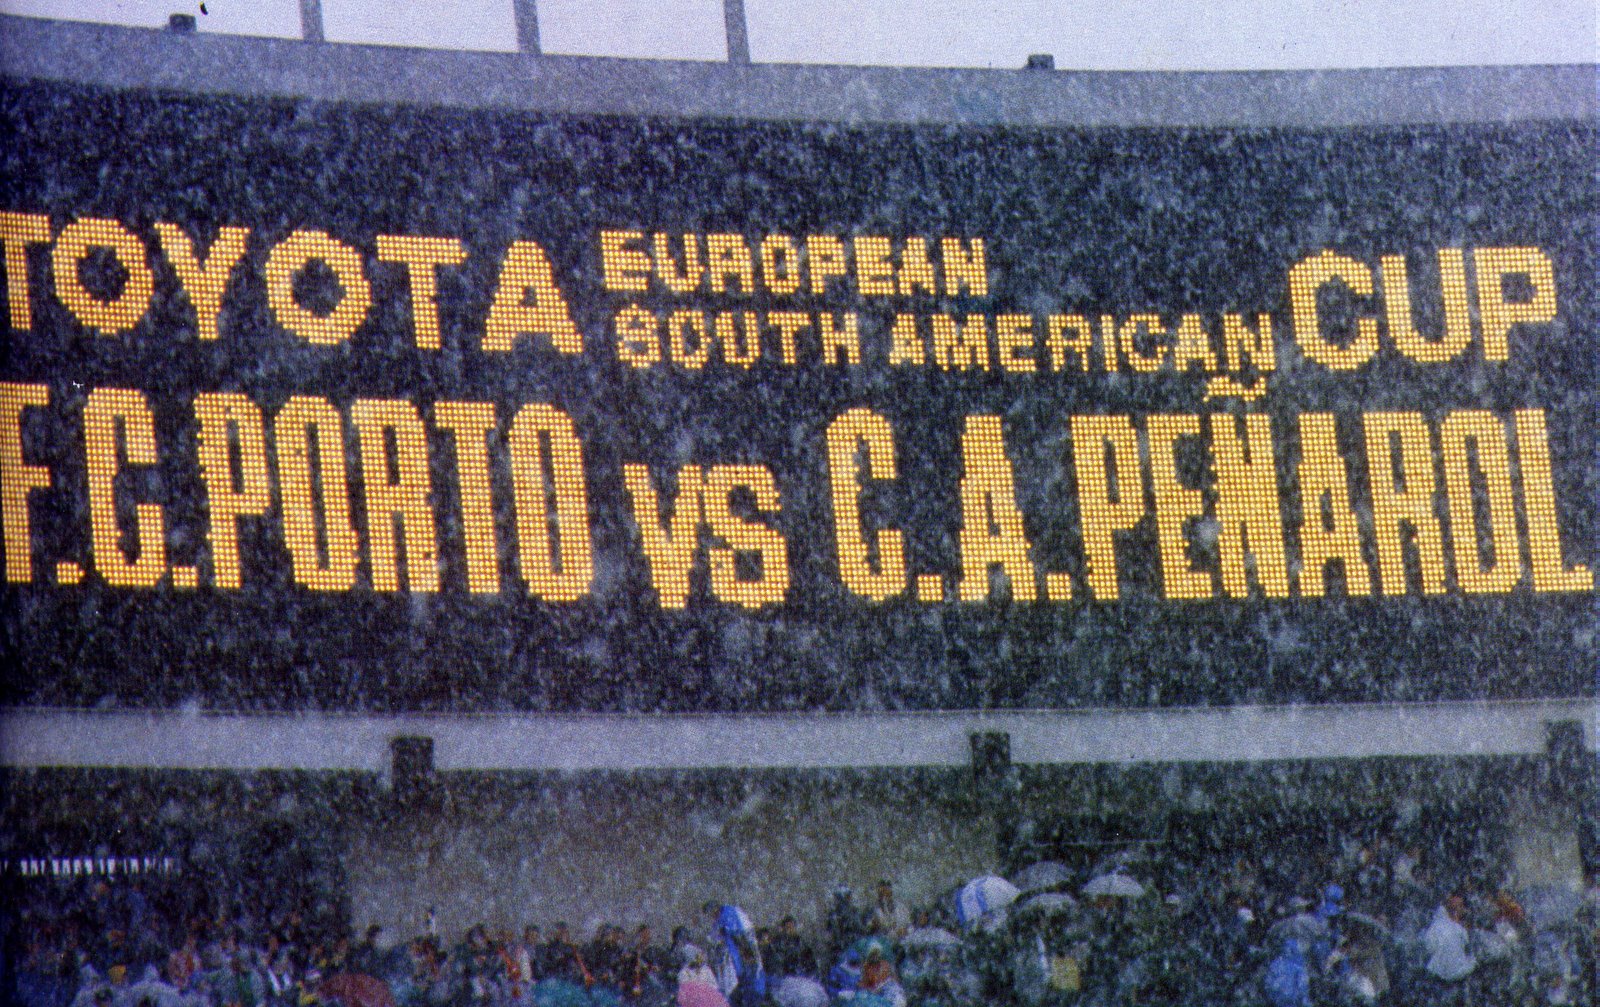 TOYOTA EUROPEAN SOUTH AMERICAN CUP
F.C.PORTO VS C.A.PEÑAROL